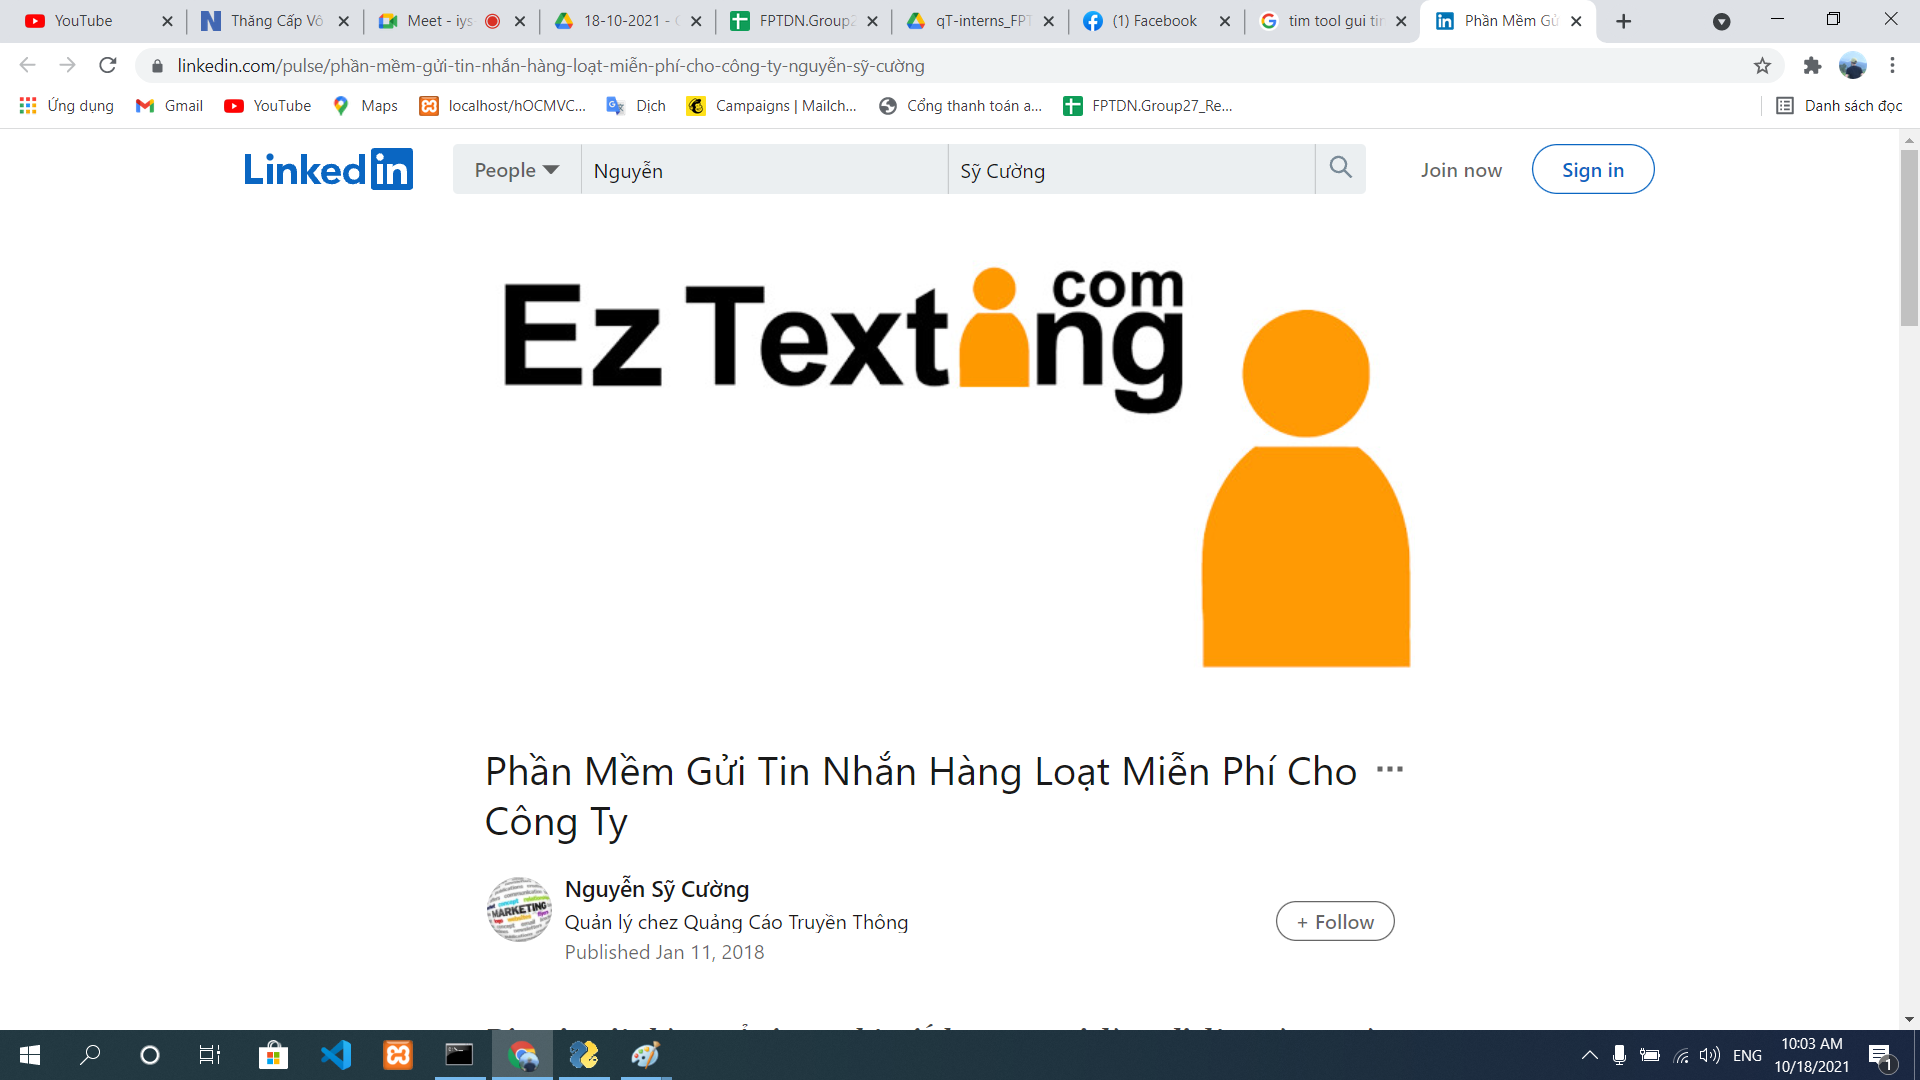 YouTube
Thăng Cấp Vô
Meet - iys
18-10-2021 -
FPTDN.Group2
qT-interns_FPT
(1) Facebook
tim tool gui tin
Phần Mềm Gử
linkedin.com/pulse/phần-mềm-gửi-tin-nhắn-hàng-loạt-miễn-phí-cho-công-ty-nguyễn-sỹ-cường
Ứng dụng
Gmail
YouTube
Maps
localhost/hOCMVC...
Dịch
Campaigns | Mailch...
Cổng thanh toán a...
FPTDN.Group27_Re...
Danh sách đọc
Linked in
People
Nguyễn
Sỹ Cường
Join now
Sign in
Ez Texting com
Phần Mềm Gửi Tin Nhắn Hàng Loạt Miễn Phí Cho
Công Ty
Nguyễn Sỹ Cường
Quản lý chez Quảng Cáo Truyền Thông
Published Jan 11, 2018
+ Follow
MARKETING
ENG
10:03 AM
10/18/2021
1